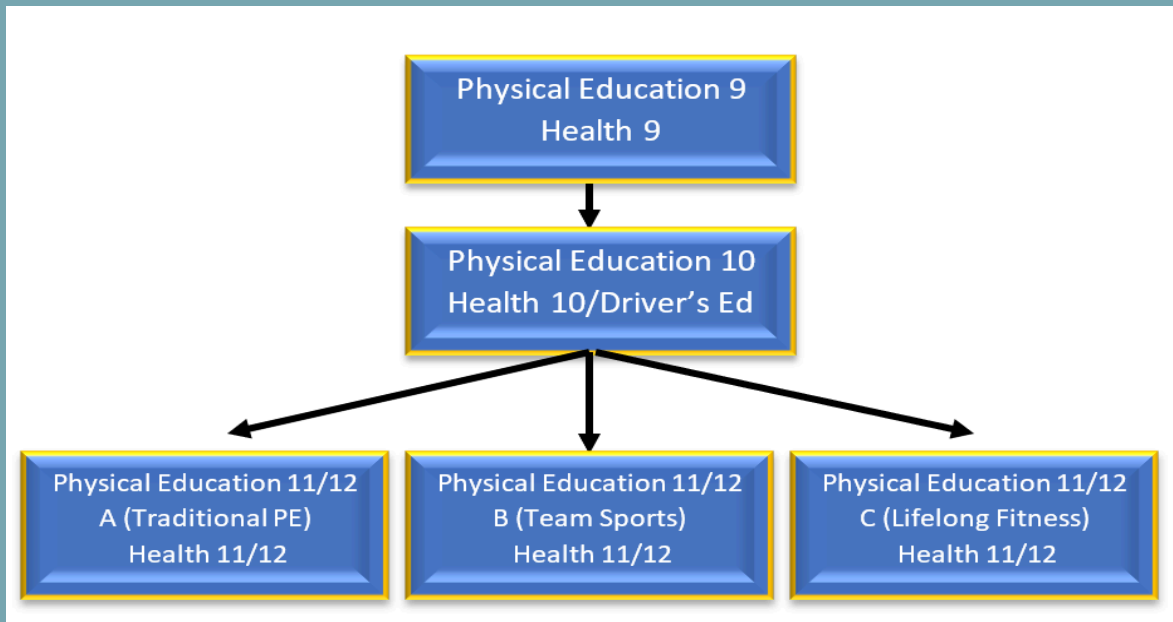 Physical Education 9
Health 9
Physical Education 10
Health 10/Driver’s Ed
Physical Education 11/12
A (Traditional PE)
Health 11/12
Physical Education 11/12
B (Team Sports)
Health 11/12
Physical Education 11/12
C (Lifelong Fitness)
Health 11/12